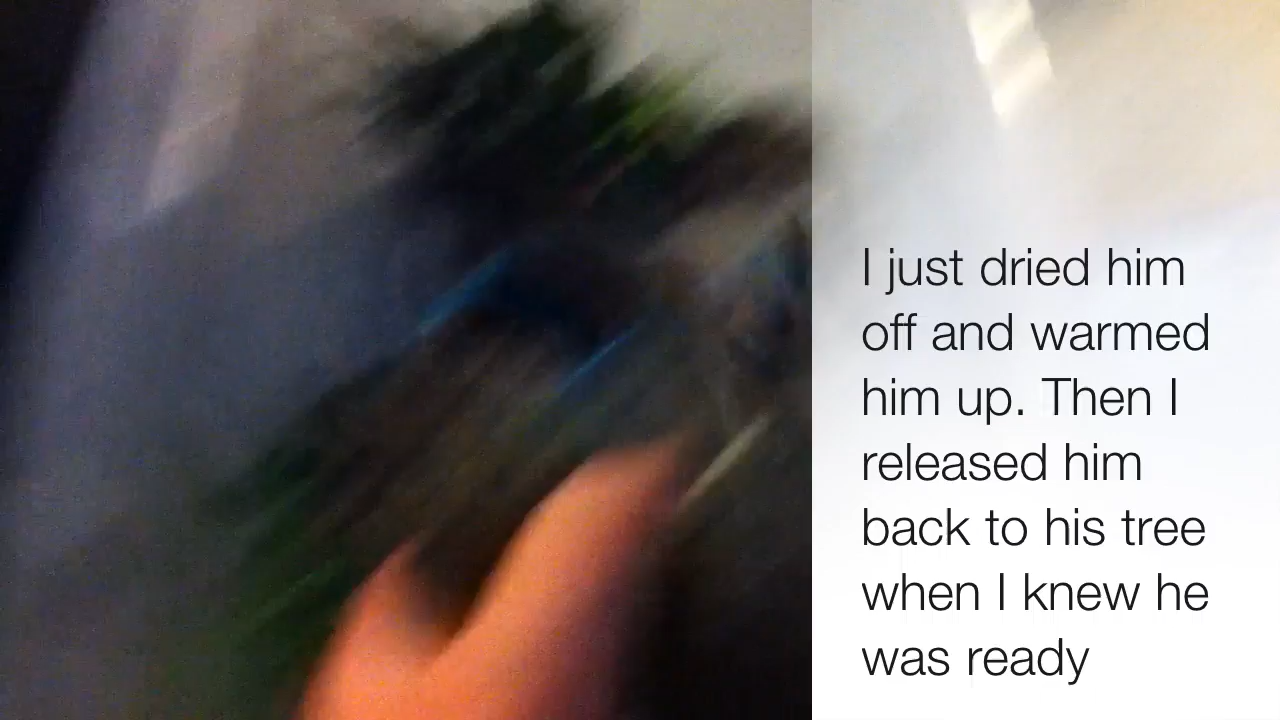 I just dried him
off and warmed
him up. Then I
released him
back to his tree
when I knew he
was ready